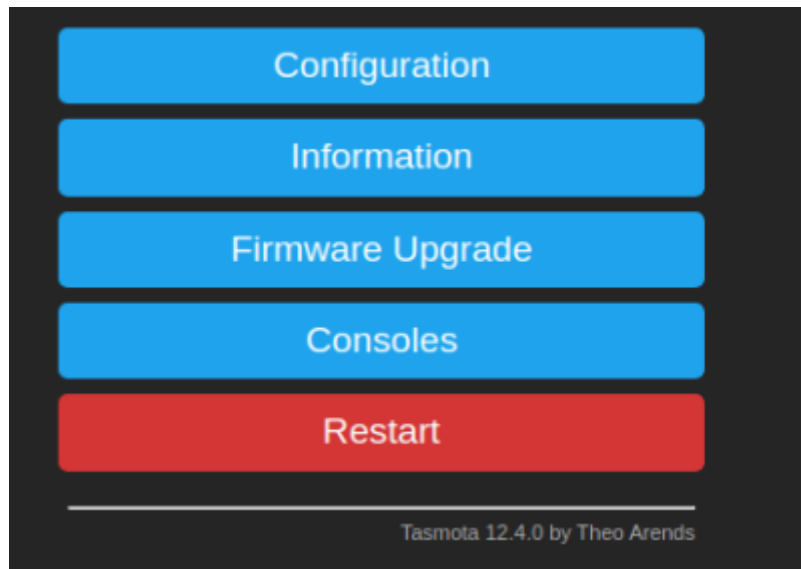 Configuration
Information
Firmware Upgrade
Consoles
Restart
Tasmota 12.4.0 by Theo Arends